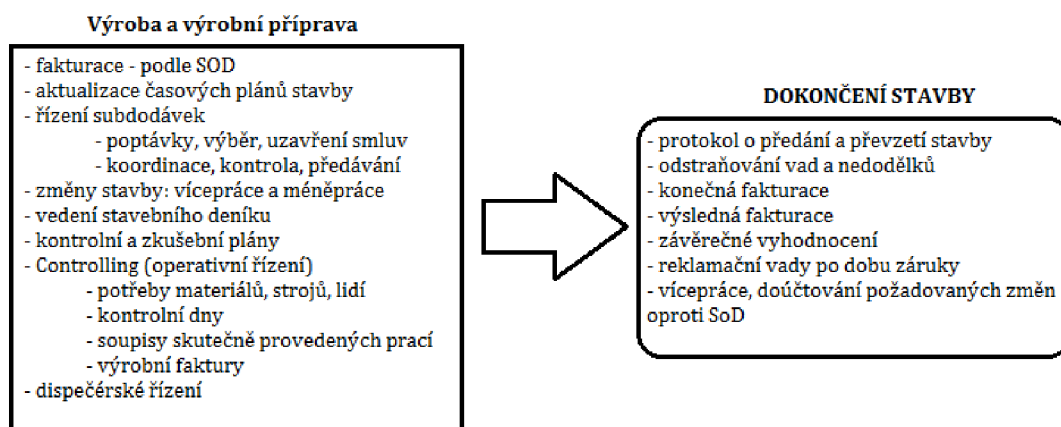 Výroba a výrobní příprava
- fakturace - podle SOD
- aktualizace časových plánů stavby
- řízení subdodávek
- poptávky, výběr, uzavření smluv
- koordinace, kontrola, předávání
- změny stavby: vícepráce a méněpráce
- vedení stavebního deníku
- kontrolní a zkušební plány
- Controlling (operativní řízení)
- potřeby materiálů, strojů, lidí
- kontrolní dny
- soupisy skutečně provedených prací
- výrobní faktury
- dispečérské řízení
DOKONČENÍ STAVBY
- protokol o předání a převzetí stavby
- odstraňování vad a nedodělků
- konečná fakturace
- výsledná fakturace
- závěrečné vyhodnocení
- reklamační vady po dobu záruky
- vícepráce, doúčtování požadovaných změn
oproti SoD